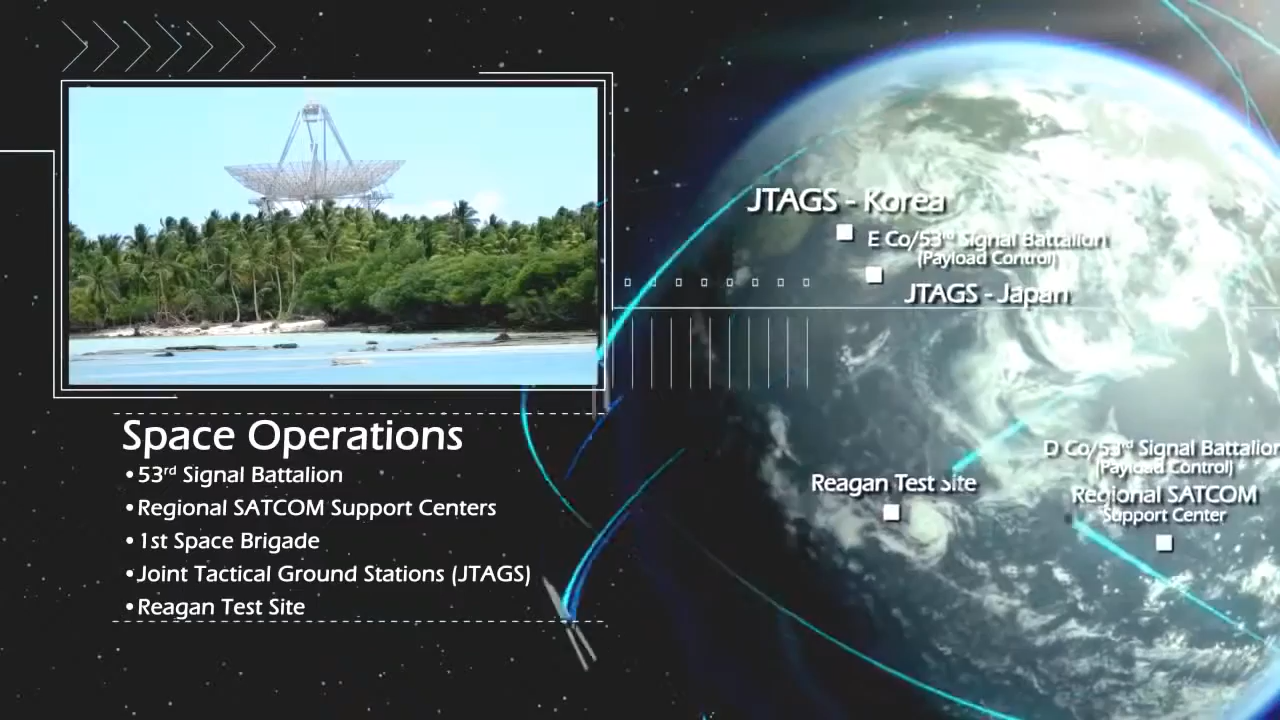 JTAGS - Korea
E Co/53rd Signal Battalion
(Payload Control)
JTAGS - Japan
Space Operations
•53rd Signal Battalion
•Regional SATCOM Support Centers
•1st Space Brigade
•Joint Tactical Ground Stations (JTAGS)
•Reagan Test Site
Reagan Test Site
D Co/53rd Signal Battalion
(Payload Control)
Regional SATCOM
Support Center